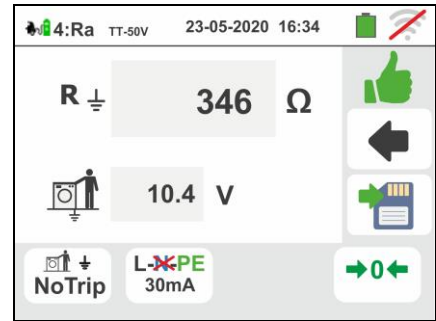 4:Ra TT-50V 23-05-2020 16:34
R 346 Ω
10.4 V
NoTrip
L-N-PE
30mA
→0←